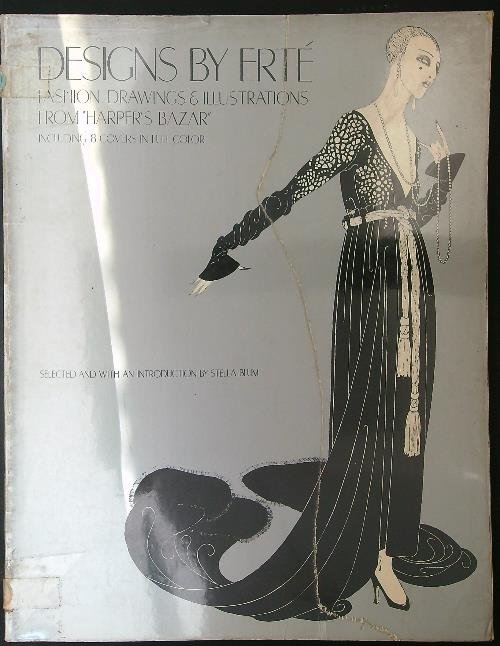 DESIGNS BY ERTÉ
FASHION DRAWINGS & ILLUSTRATIONS
FROM "HARPER'S BAZAR"
INCLUDING 8 COVERS IN FULL COLOR
SELECTED AND WITH AN INTRODUCTION BY STELLA BLUM